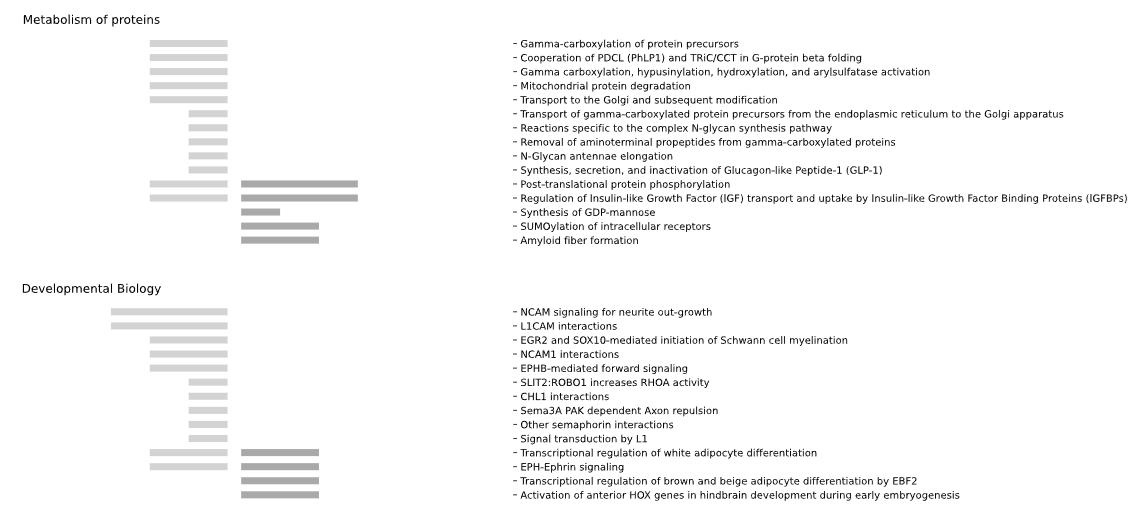 Metabolism of proteins
Gamma-carboxylation of protein precursors
Cooperation of PDCL (PhLP1) and TRiC/CCT in G-protein beta folding
Gamma carboxylation, hypusinylation, hydroxylation, and arylsulfatase activation
Mitochondrial protein degradation
Transport to the Golgi and subsequent modification
Transport of gamma-carboxylated protein precursors from the endoplasmic reticulum to the Golgi apparatus
Reactions specific to the complex N-glycan synthesis pathway
Removal of aminoterminal propeptides from gamma-carboxylated proteins
N-Glycan antennae elongation
Synthesis, secretion, and inactivation of Glucagon-like Peptide-1 (GLP-1)
Post-translational protein phosphorylation
Regulation of Insulin-like Growth Factor (IGF) transport and uptake by Insulin-like Growth Factor Binding Proteins (IGFBPs)
Synthesis of GDP-mannose
SUMOylation of intracellular receptors
Amyloid fiber formation
Developmental Biology
NCAM signaling for neurite out-growth
L1CAM interactions
EGR2 and SOX10-mediated initiation of Schwann cell myelination
NCAM1 interactions
EPHB-mediated forward signaling
SLIT2:ROBO1 increases RHOA activity
CHL1 interactions
Sema3A PAK dependent Axon repulsion
Other semaphorin interactions
Signal transduction by L1
Transcriptional regulation of white adipocyte differentiation
EPH-Ephrin signaling
Transcriptional regulation of brown and beige adipocyte differentiation by EBF2
Activation of anterior HOX genes in hindbrain development during early embryogenesis